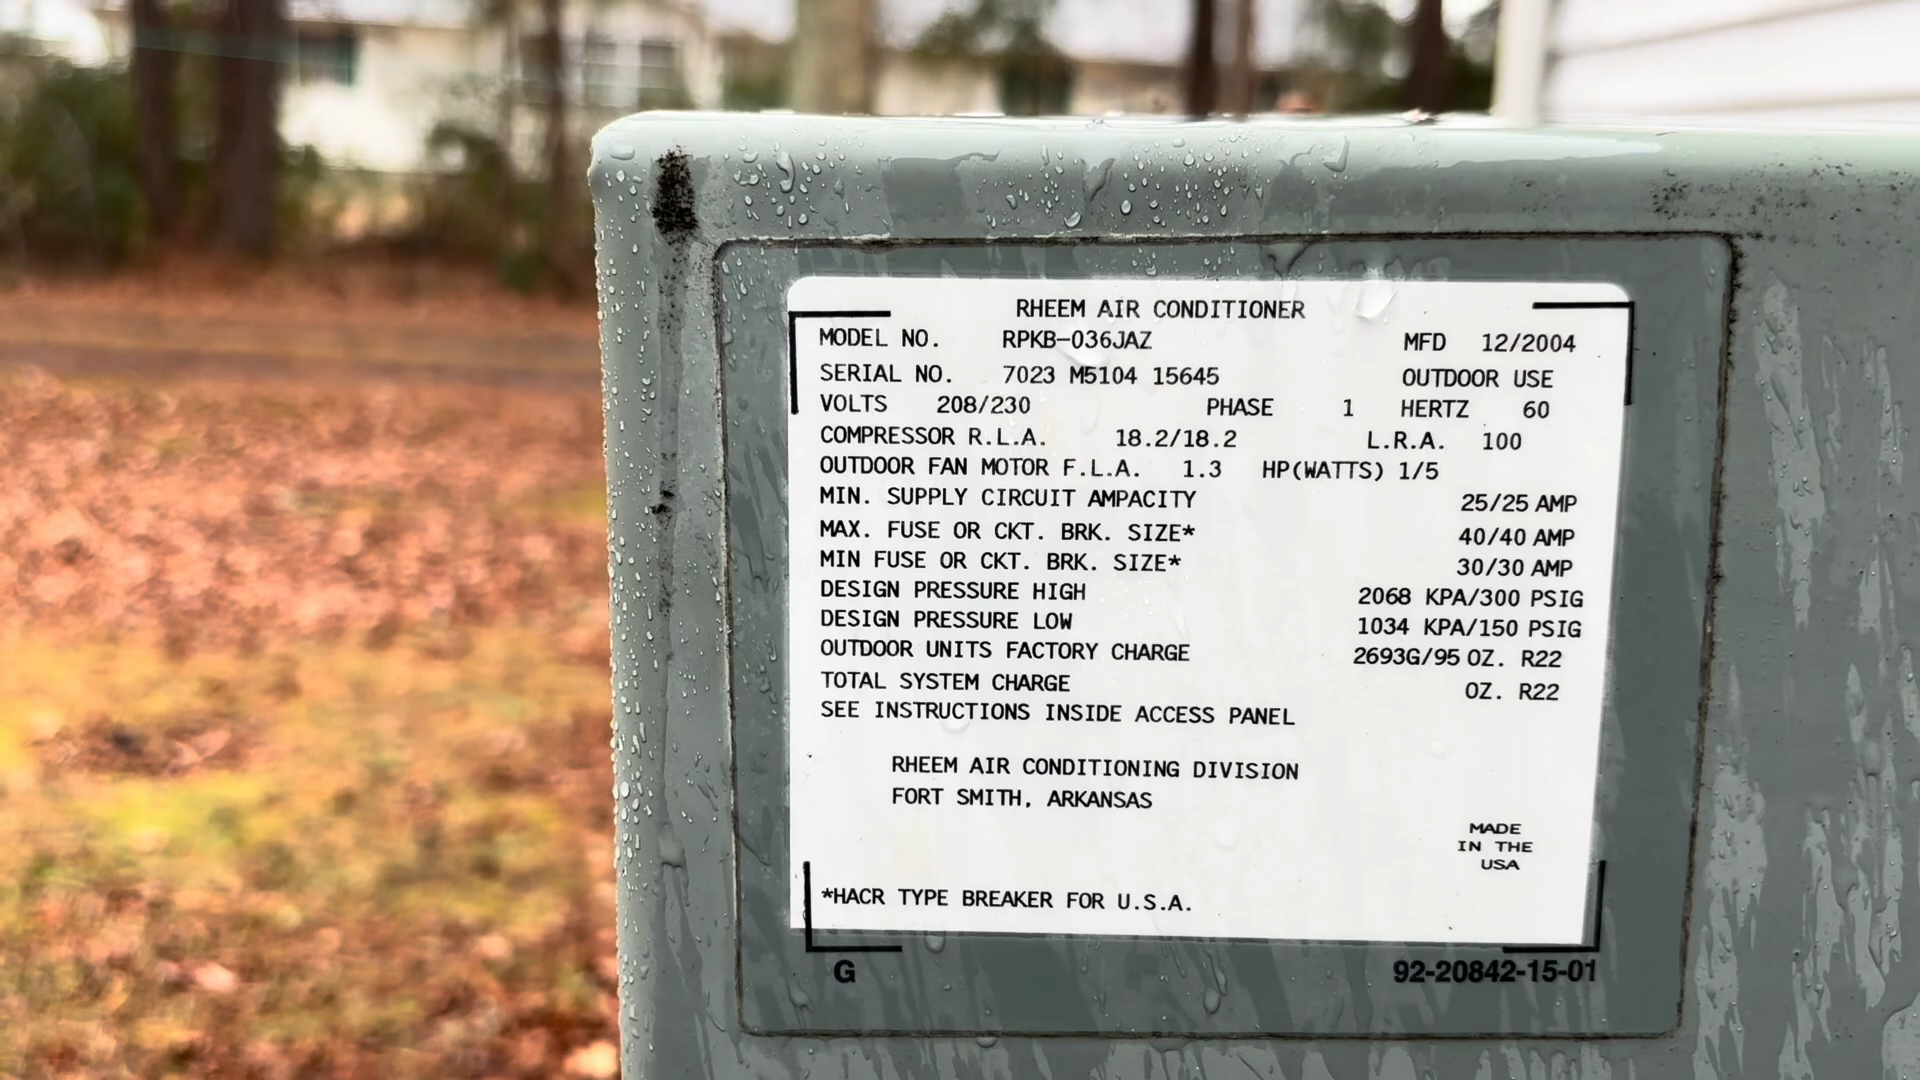 RHEEM AIR CONDITIONER
MODEL NO. RPKB-036JAZ MFD 12/2004
SERIAL NO. 7023 M5104 15645 OUTDOOR USE
VOLTS 208/230 PHASE 1 HERTZ 60
COMPRESSOR R.L.A. 18.2/18.2 L.R.A. 100
OUTDOOR FAN MOTOR F.L.A. 1.3 HP(WATTS) 1/5
MIN. SUPPLY CIRCUIT AMPACITY 25/25 AMP
MAX. FUSE OR CKT. BRK. SIZE* 40/40 AMP
MIN FUSE OR CKT. BRK. SIZE* 30/30 AMP
DESIGN PRESSURE HIGH 2068 KPA/300 PSIG
DESIGN PRESSURE LOW 1034 KPA/150 PSIG
OUTDOOR UNITS FACTORY CHARGE 2693G/95 OZ. R22
TOTAL SYSTEM CHARGE OZ. R22
SEE INSTRUCTIONS INSIDE ACCESS PANEL
RHEEM AIR CONDITIONING DIVISION
FORT SMITH, ARKANSAS
MADE
IN THE
USA
*HACR TYPE BREAKER FOR U.S.A.
G 92-20842-15-01